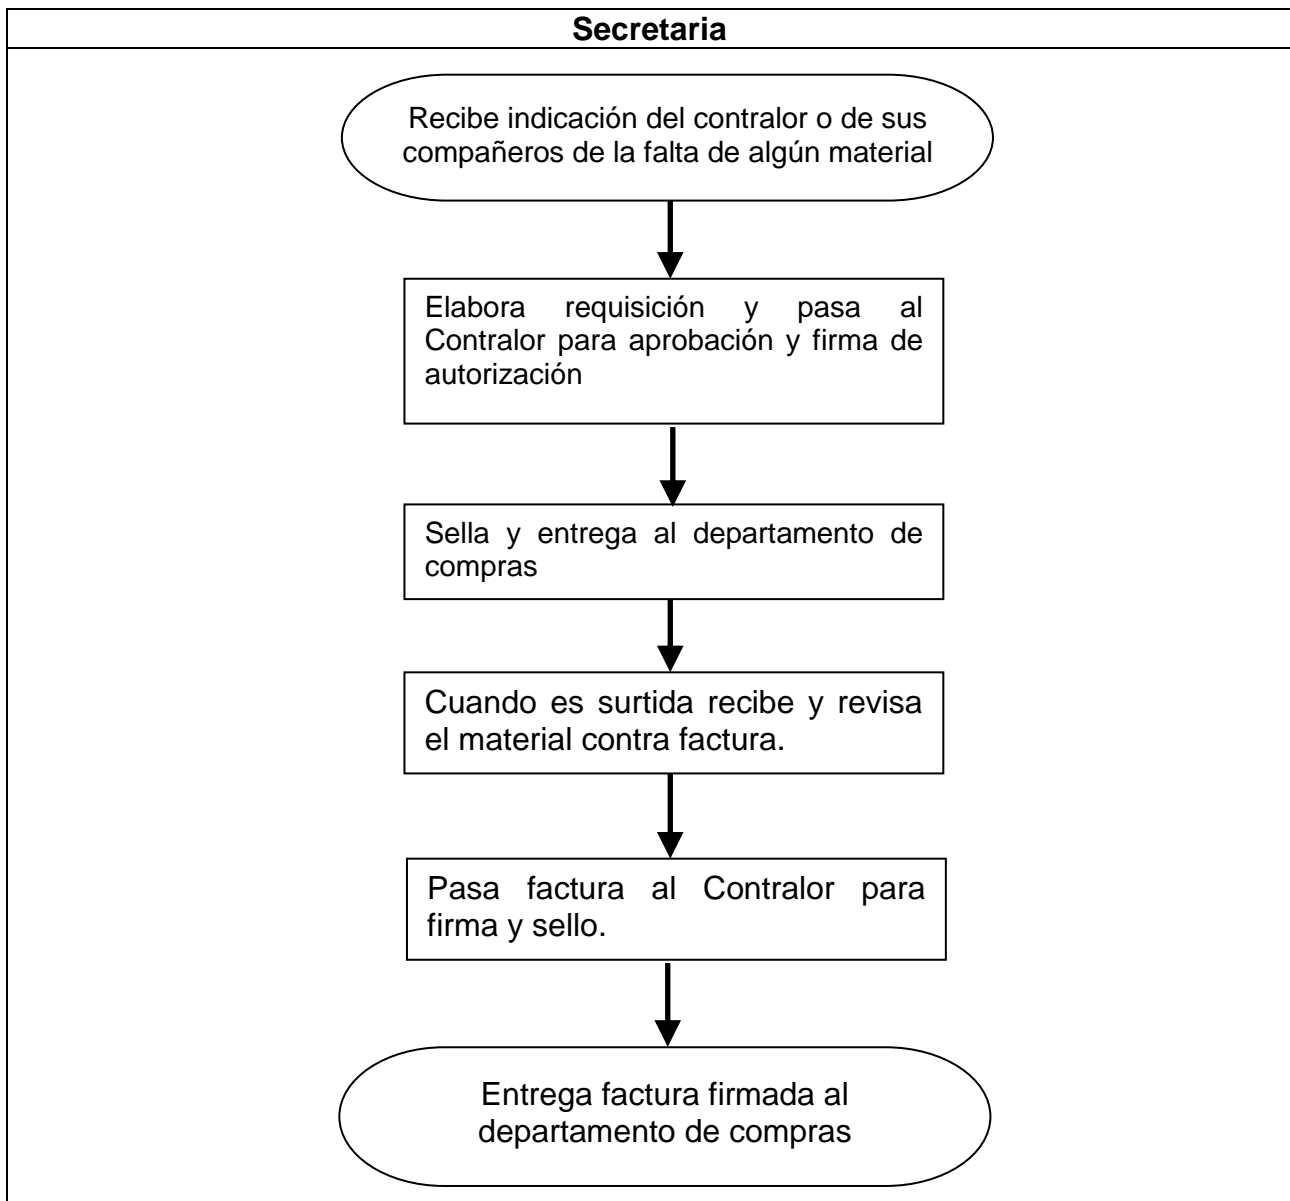 Secretaria
Recibe indicación del contralor o de sus
compañeros de la falta de algún material
Elabora requisición y pasa al
Contralor para aprobación y firma de
autorización
Sella y entrega al departamento de
compras
Cuando es surtida recibe y revisa
el material contra factura.
Pasa factura al Contralor para
firma y sello.
Entrega factura firmada al
departamento de compras